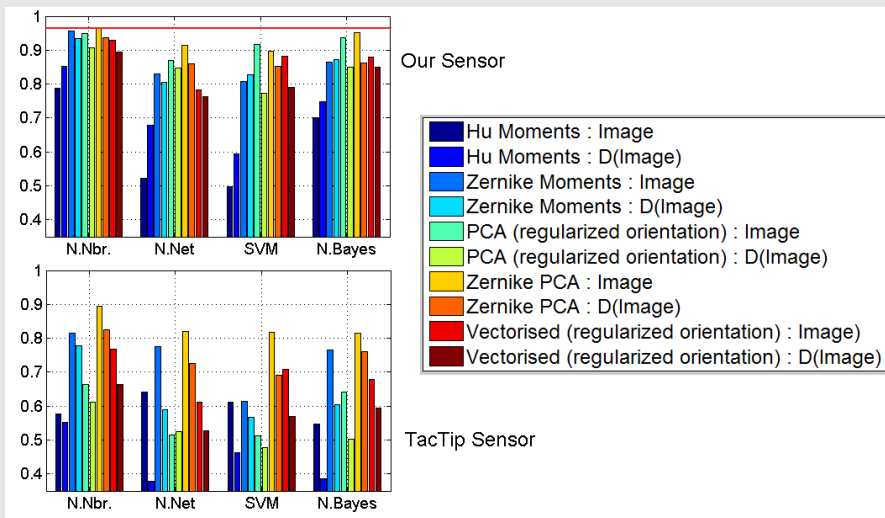 1
0.9
0.8
0.7
0.6
0.5
0.4
N.Nbr. N.Net SVM N.Bayes
Our Sensor
Hu Moments : Image
Hu Moments : D(Image)
Zernike Moments : Image
Zernike Moments : D(Image)
PCA (regularized orientation) : Image
PCA (regularized orientation) : D(Image)
Zernike PCA : Image
Zernike PCA : D(Image)
Vectorised (regularized orientation) : Image)
Vectorised (regularized orientation) : D(Image)
1
0.9
0.8
0.7
0.6
0.5
0.4
N.Nbr. N.Net SVM N.Bayes
TacTip Sensor